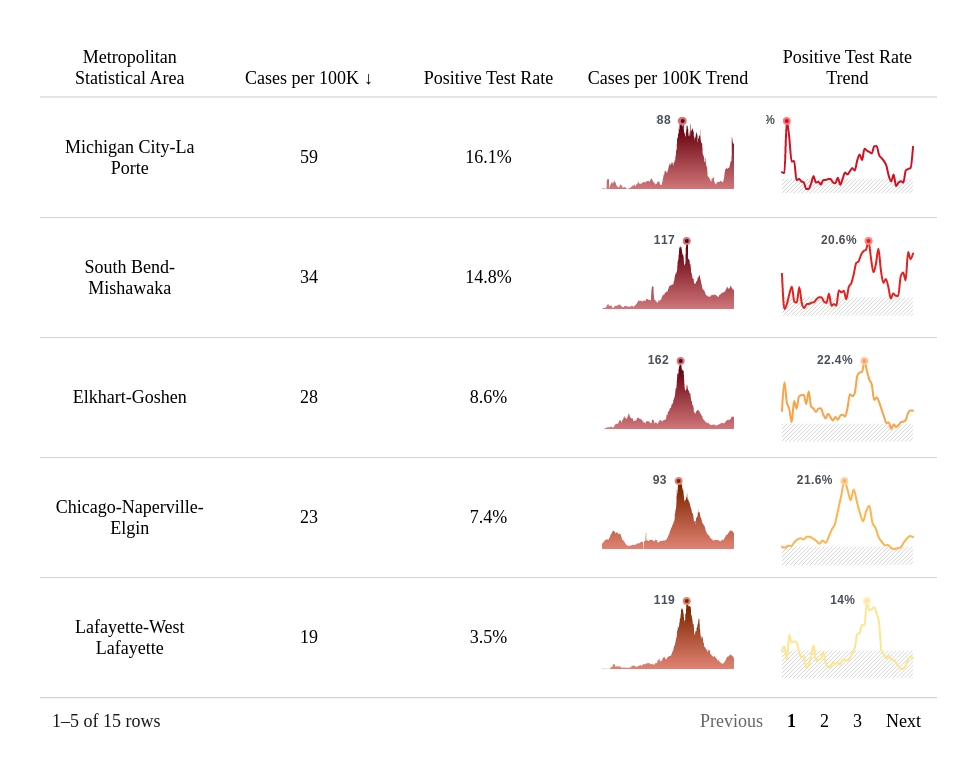 Metropolitan
Statistical Area
Cases per 100K ↓
Positive Test Rate
Cases per 100K Trend
Positive Test Rate
Trend
Michigan City-La
Porte
59
16.1%
88
%
South Bend-
Mishawaka
34
14.8%
117
20.6%
Elkhart-Goshen
28
8.6%
162
22.4%
Chicago-Naperville-
Elgin
23
7.4%
93
21.6%
Lafayette-West
Lafayette
19
3.5%
119
14%
1–5 of 15 rows
Previous 1 2 3 Next